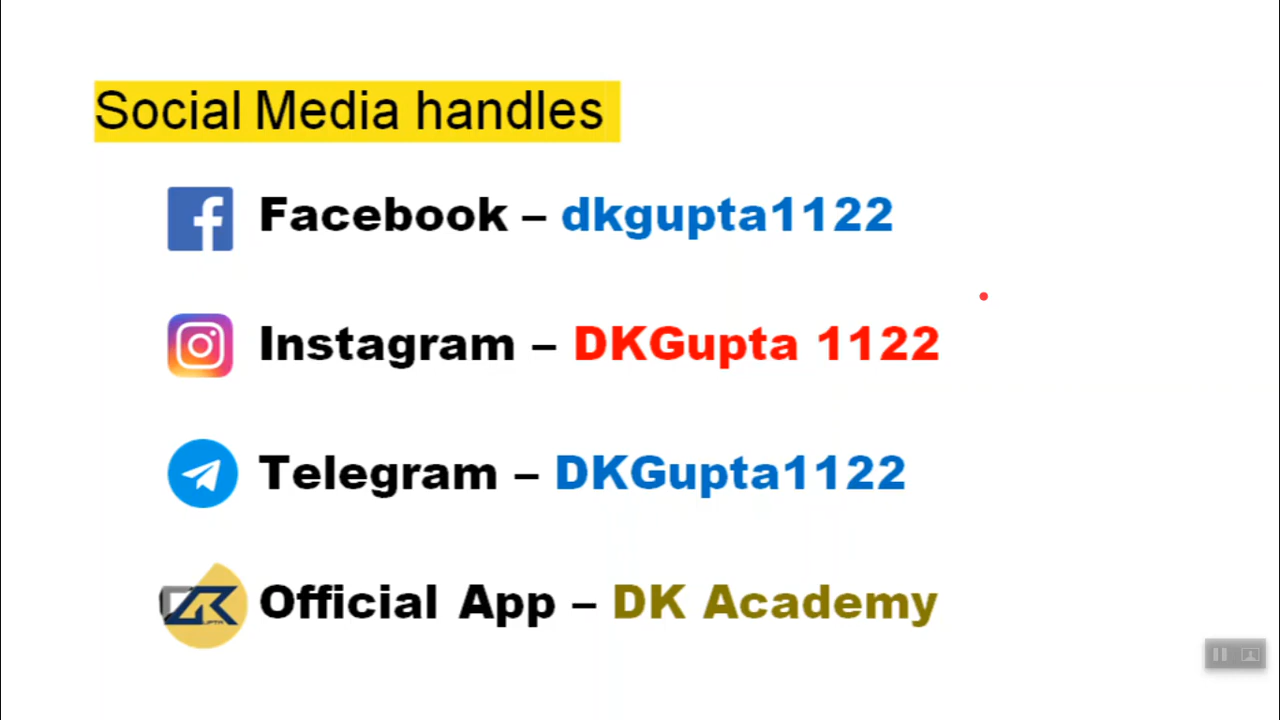 Social Media handles
Facebook – dkgupta1122
Instagram – DKGupta 1122
Telegram – DKGupta1122
Official App – DK Academy